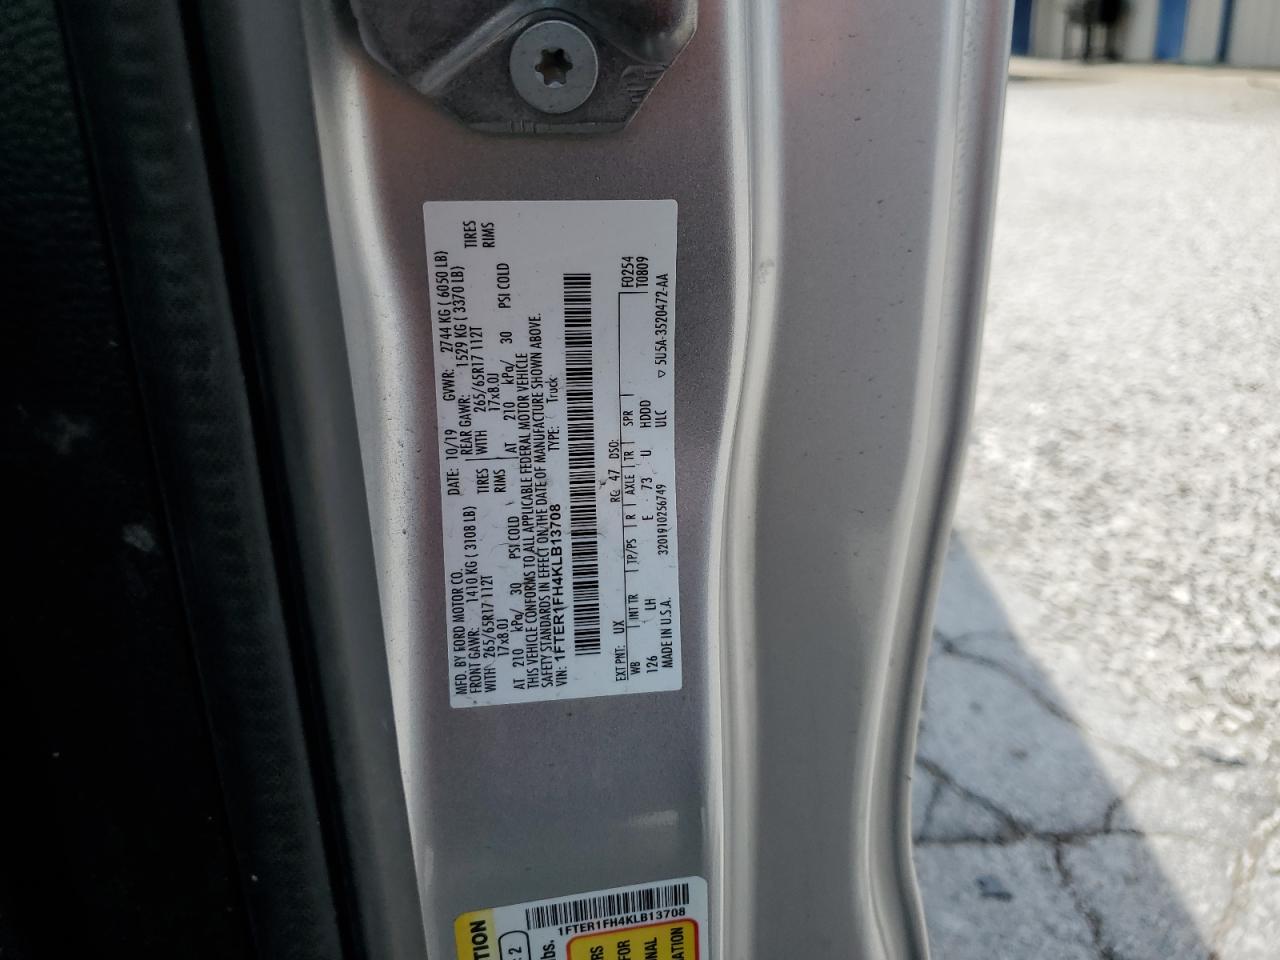 MFD. BY FORD MOTOR CO.
DATE: 10/19 GVWR: 2744 KG ( 6050 LB)
FRONT GAWR: 1410 KG ( 3108 LB) REAR GAWR: 1529 KG ( 3370 LB)
WITH 265/65R17 112T TIRES WITH 265/65R17 112T TIRES
17x8.0J RIMS 17x8.0J RIMS
AT 210 kPa/ 30 PSI COLD AT 210 kPa/ 30 PSI COLD
THIS VEHICLE CONFORMS TO ALL APPLICABLE FEDERAL MOTOR VEHICLE
SAFETY STANDARDS IN EFFECT ON THE DATE OF MANUFACTURE SHOWN ABOVE.
VIN: 1FTER1FH4KLB13708 TYPE: Truck
EXT PNT: UX RC: 47 DSO: F0254
WB INT TR TP/PS R AXLE TR SPR T0809
126 LH E 73 U HDDD
MADE IN U.S.A. 3201910256749 ULC ▽ 5U5A-3520472-AA
1FTER1FH4KLB13708